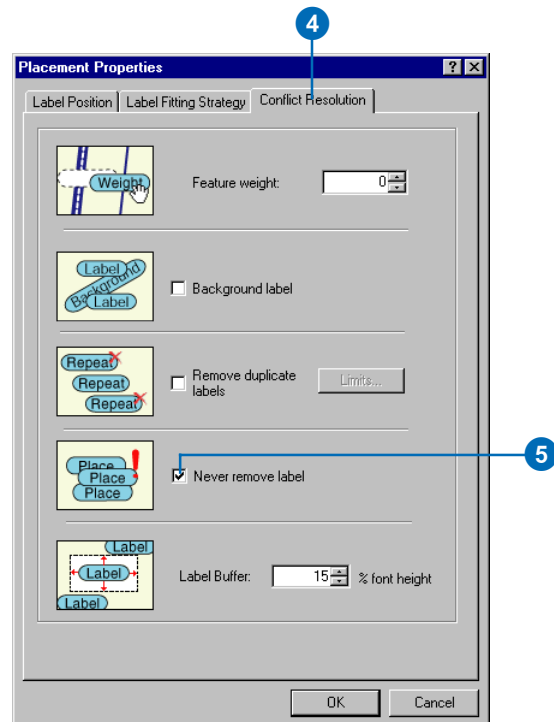 4
Placement Properties
Label Position Label Fitting Strategy Conflict Resolution
Weight
Feature weight: 0
Label
Background
Label
Background label
Repeat
Repeat
Repeat
Remove duplicate
labels
Limits...
5
Place
Place
Place
Never remove label
Label
Label
Label
Label Buffer: 15 % font height
OK Cancel